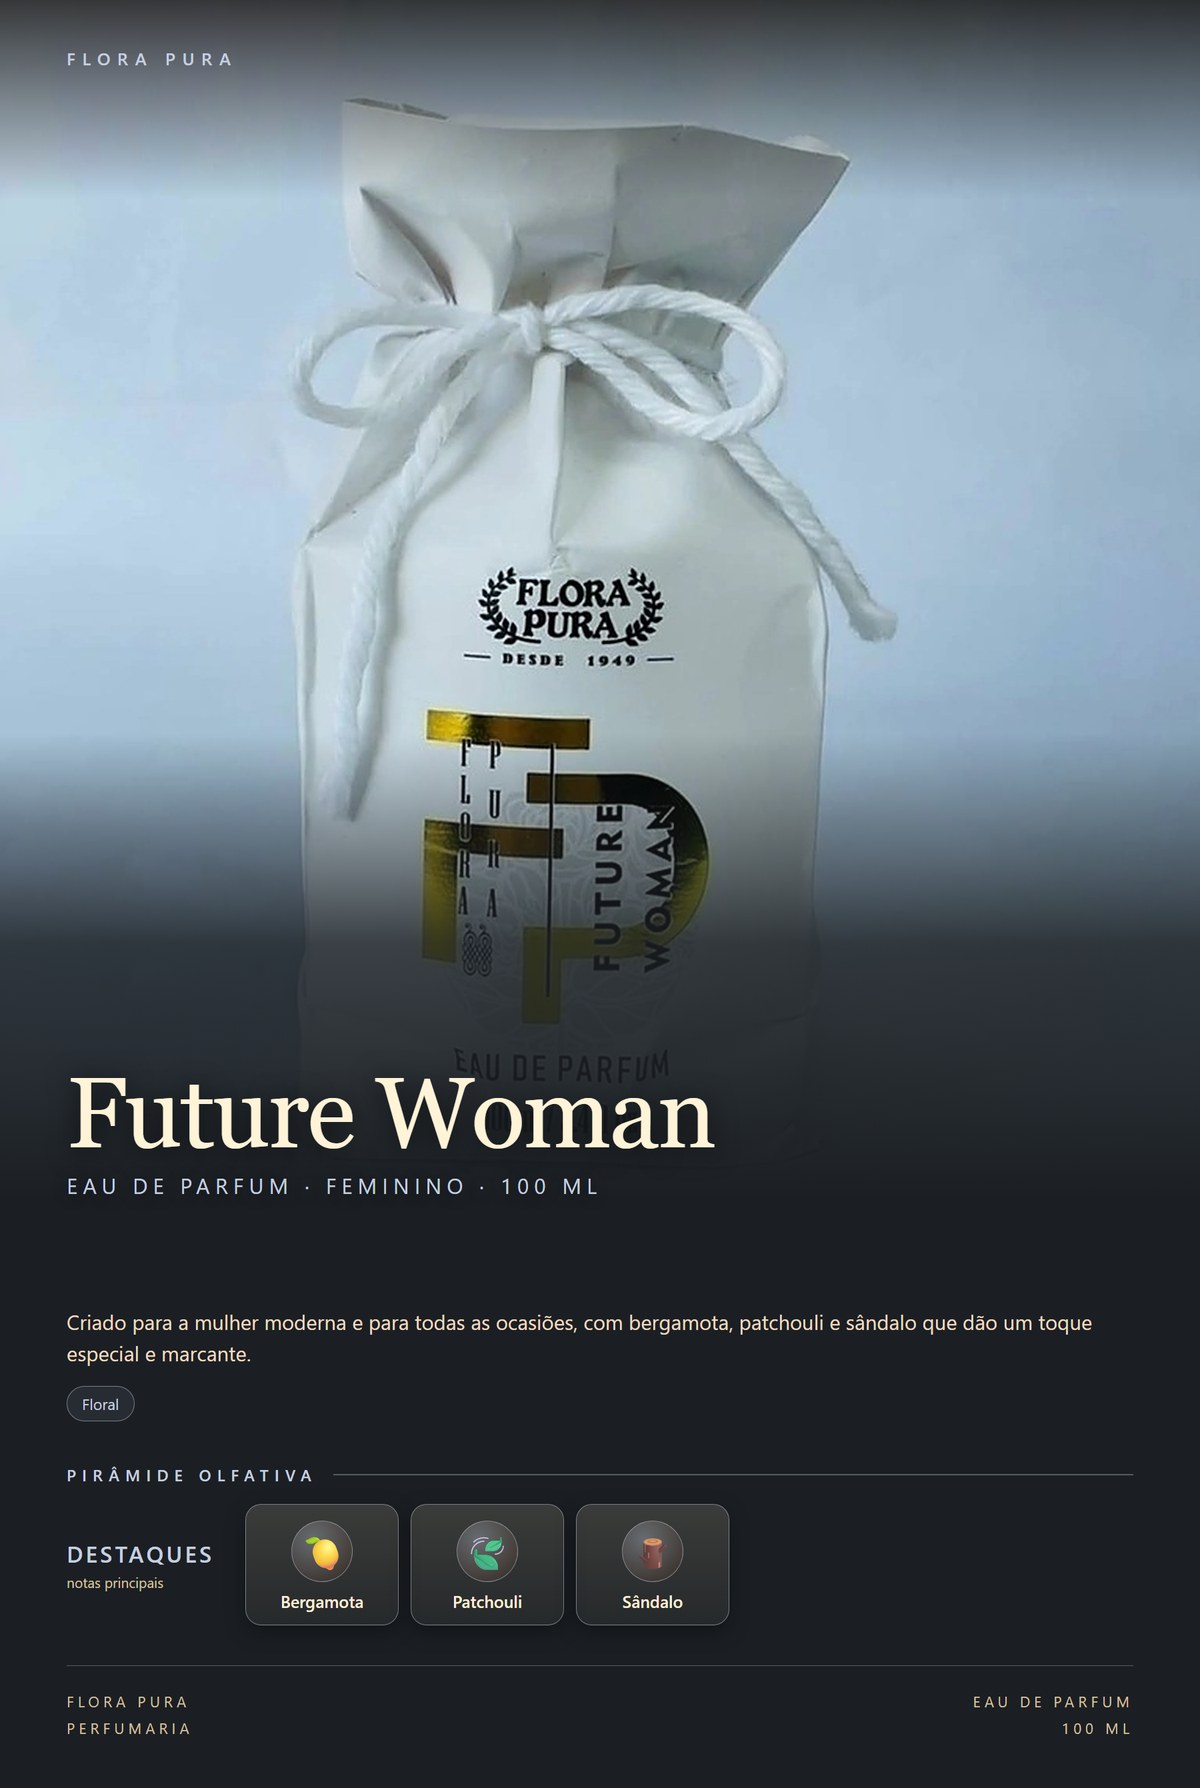 FLORA PURA
FLORA
PURA
DESDE 1949
FLORA
PURA
FUTURE
WOMAN
EAU DE PARFUM
Future Woman
EAU DE PARFUM · FEMININO · 100 ML
Criado para a mulher moderna e para todas as ocasiões, com bergamota, patchouli e sândalo que dão um toque
especial e marcante.
Floral
PIRÂMIDE OLFATIVA
DESTAQUES
notas principais
Bergamota
Patchouli
Sândalo
FLORA PURA
PERFUMARIA
EAU DE PARFUM
100 ML